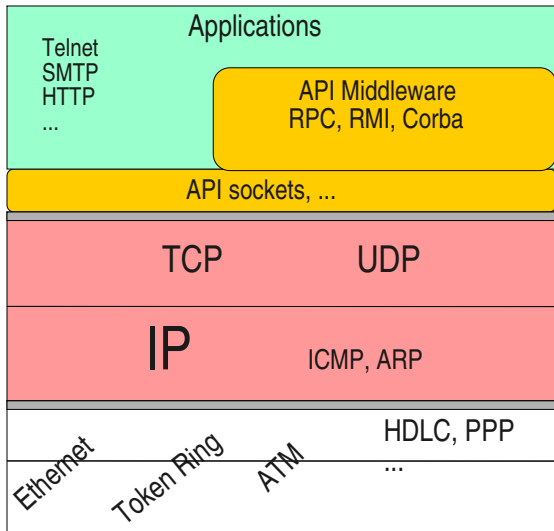 Applications
Telnet
SMTP
HTTP
...
API Middleware
RPC, RMI, Corba
API sockets, ...
TCP
UDP
IP
ICMP, ARP
HDLC, PPP
...
Ethernet
Token Ring
ATM